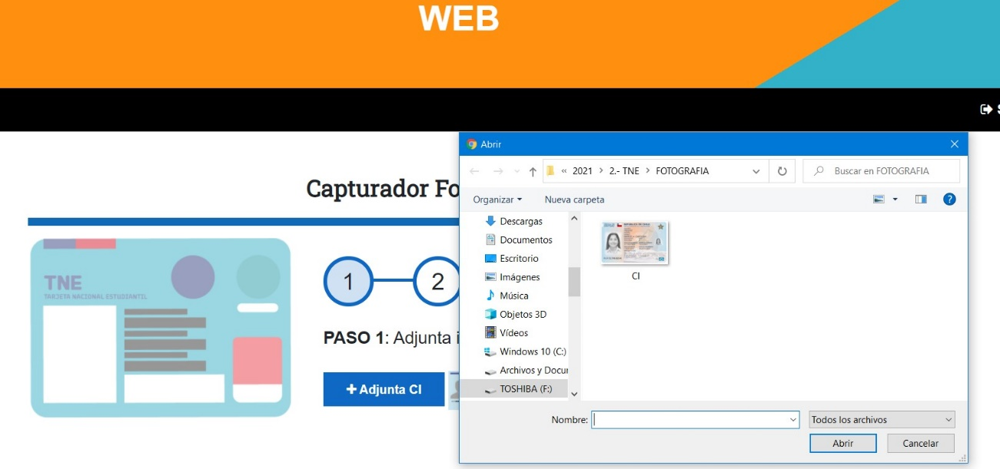 WEB
Abrir
« 2021 > 2.- TNE > FOTOGRAFIA
Buscar en FOTOGRAFIA
Capturador Fo
Organizar
Nueva carpeta
Descargas
Documentos
Escritorio
Imágenes
Música
Objetos 3D
Vídeos
Windows 10 (C:)
Archivos y Docur
TOSHIBA (F:)
CI
TNE
TARJETA NACIONAL ESTUDIANTIL
1
2
PASO 1: Adjunta i
+ Adjunta CI
Nombre:
Todos los archivos
Abrir
Cancelar